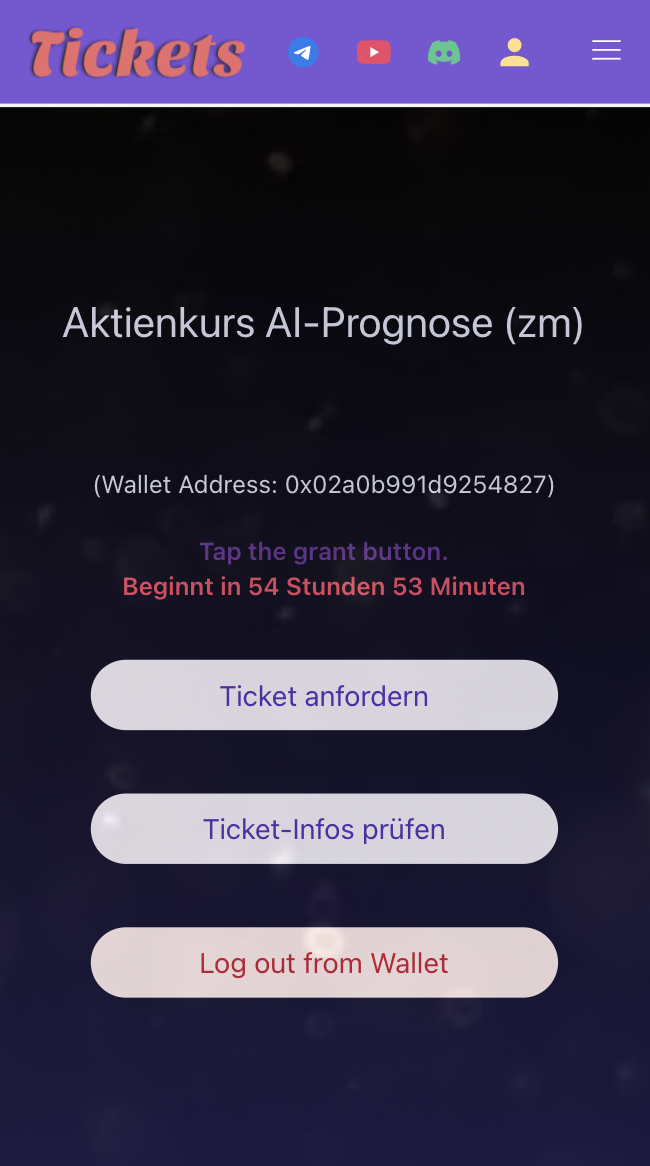 Tickets
Aktienkurs AI-Prognose (zm)
(Wallet Address: 0x02a0b991d9254827)
Tap the grant button.
Beginnt in 54 Stunden 53 Minuten
Ticket anfordern
Ticket-Infos prüfen
Log out from Wallet